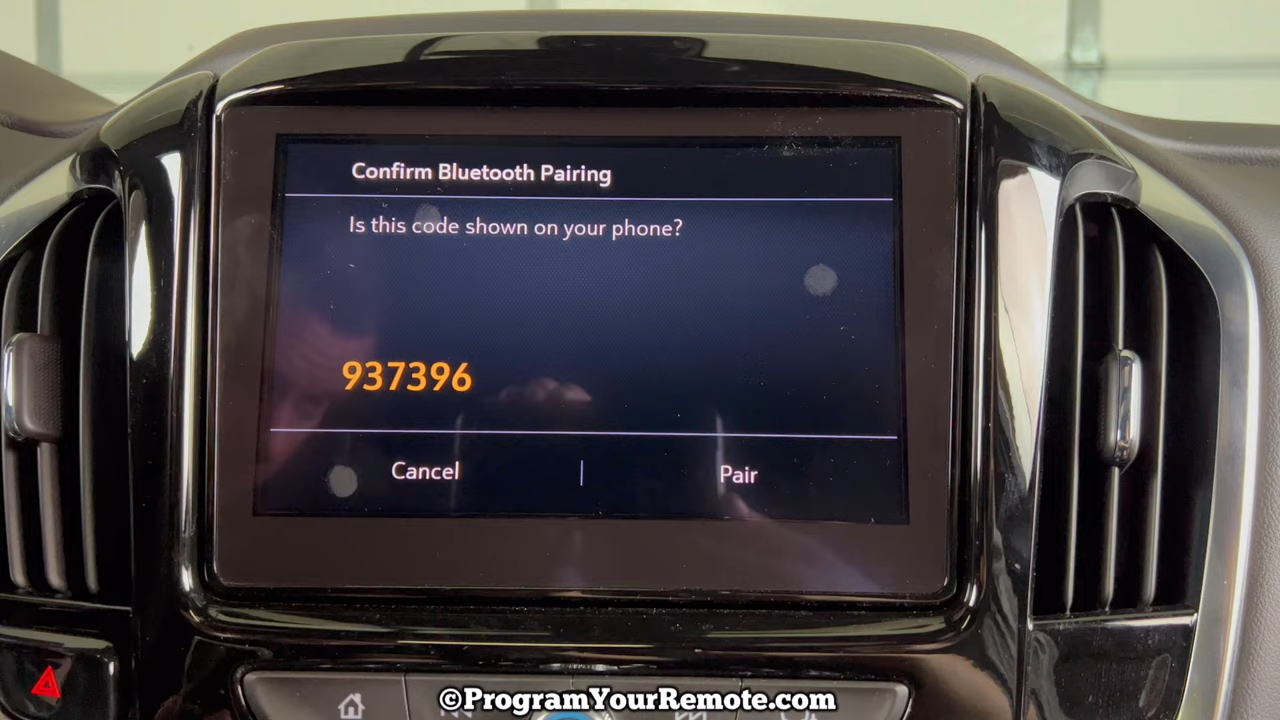 Confirm Bluetooth Pairing
Is this code shown on your phone?
937396
Cancel | Pair
©ProgramYourRemote.com